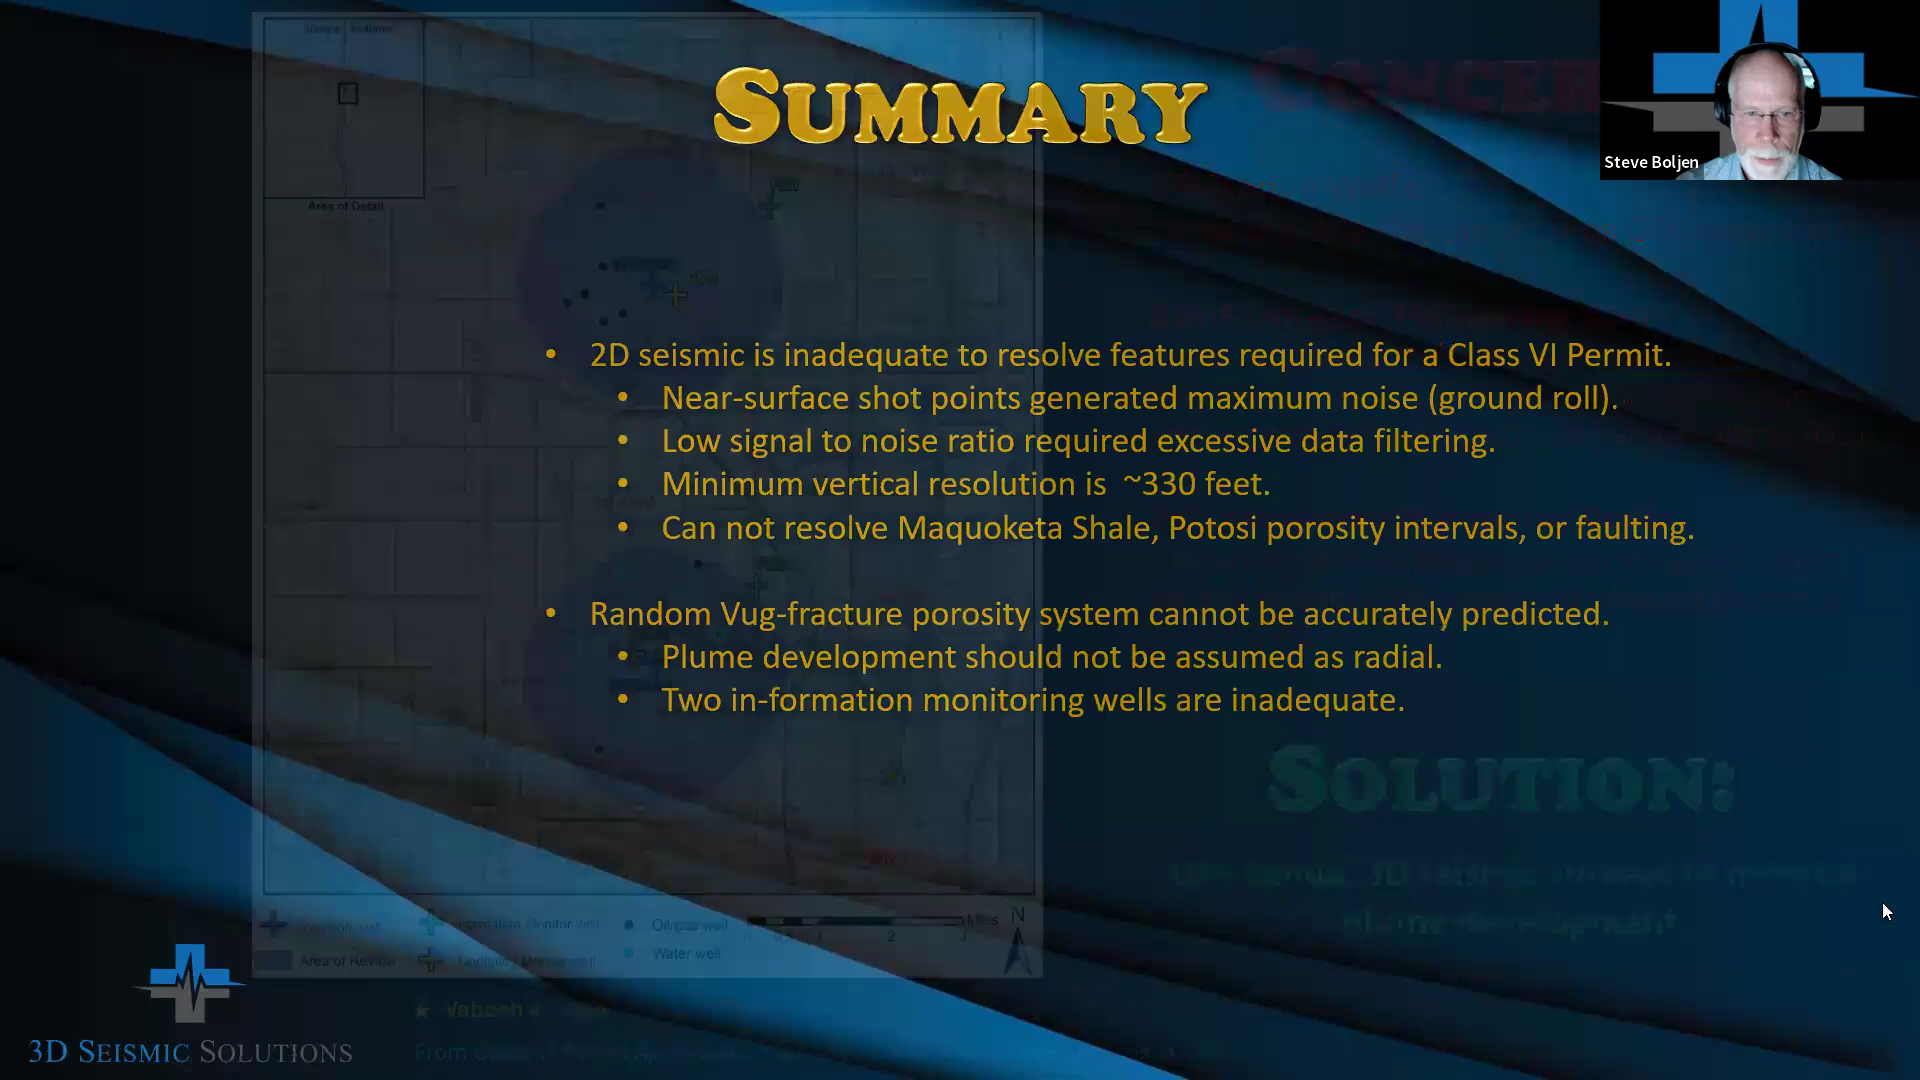 SUMMARY
Steve Boljen
Area of Detail
• 2D seismic is inadequate to resolve features required for a Class VI Permit.
• Near-surface shot points generated maximum noise (ground roll).
• Low signal to noise ratio required excessive data filtering.
• Minimum vertical resolution is ~330 feet.
• Can not resolve Maquoketa Shale, Potosi porosity intervals, or faulting.
• Random Vug-fracture porosity system cannot be accurately predicted.
• Plume development should not be assumed as radial.
• Two in-formation monitoring wells are inadequate.
SOLUTION:
plume development
Oil/gas well
Miles
N
2
Area of Review
Water well
3D SEISMIC SOLUTIONS